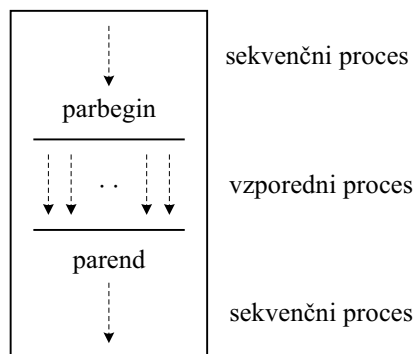 sekvenčni proces
parbegin
. .
vzporedni proces
parend
sekvenčni proces